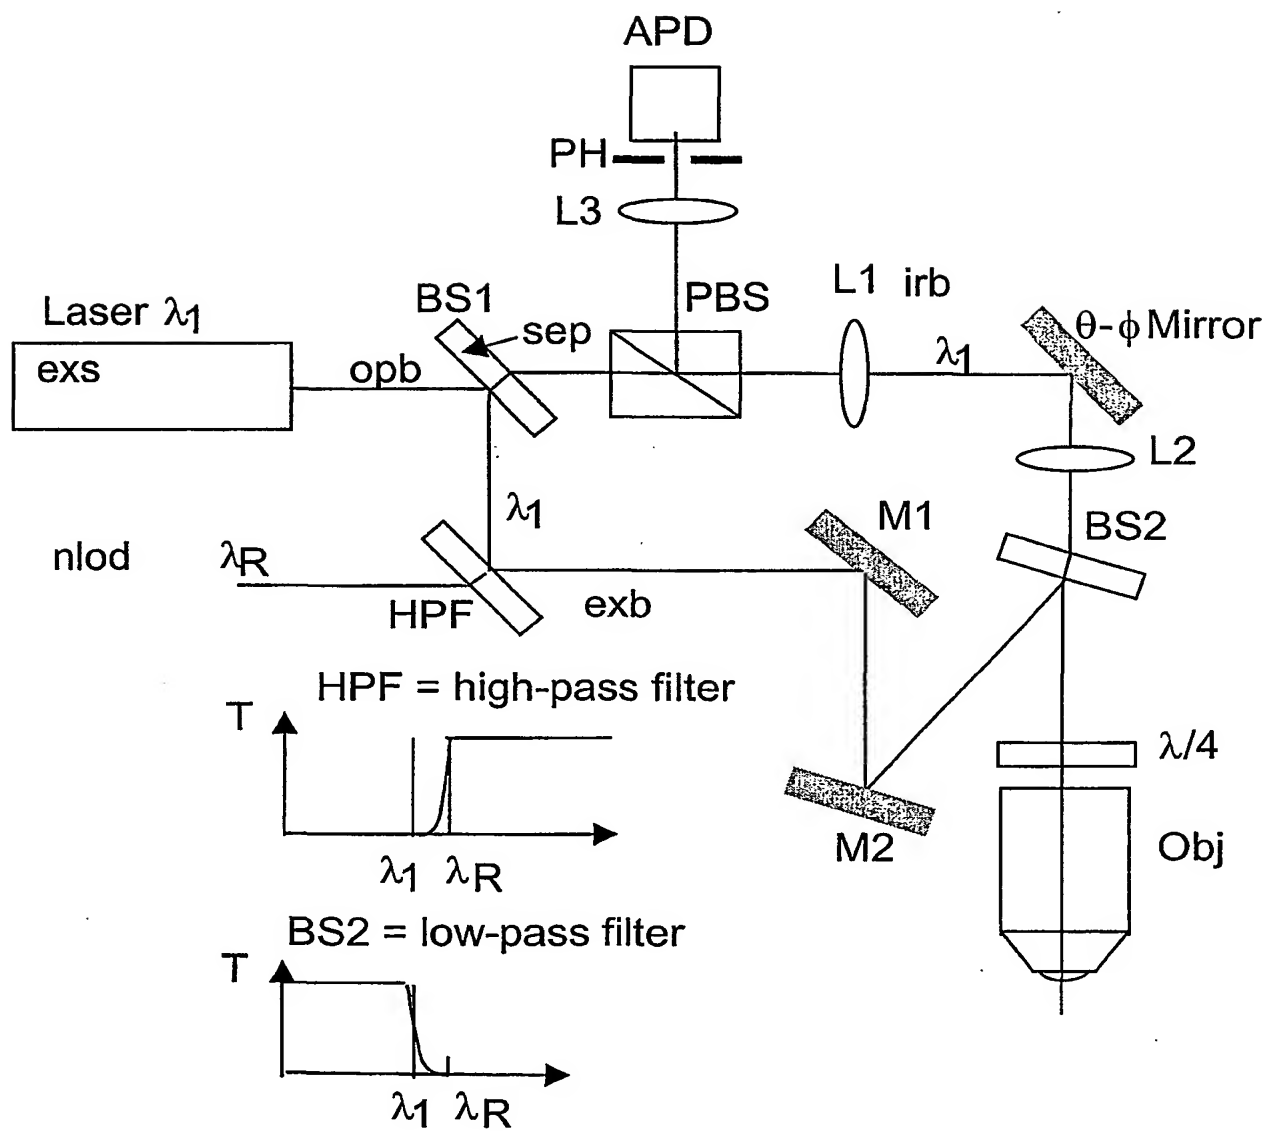 APD
PH
L3
BS1
PBS
L1 irb
Laser λ1
sep
θ-ϕ Mirror
exs
opb
λ1
L2
λ1
M1
BS2
nlod
λR
HPF
exb
HPF = high-pass filter
T
λ/4
λ1 λR
M2
Obj
BS2 = low-pass filter
T
λ1 λR